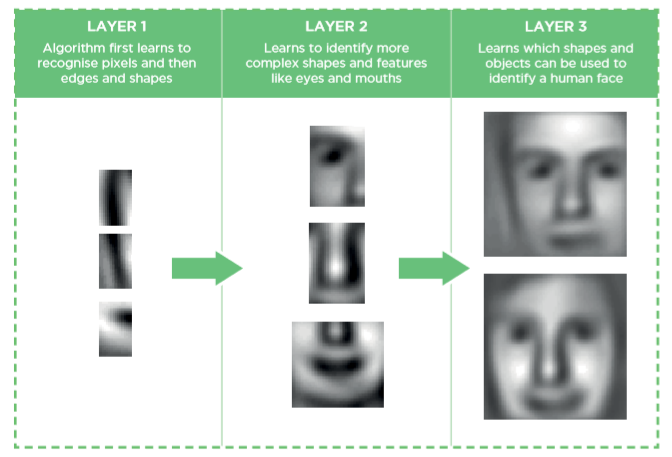 LAYER 1
Algorithm first learns to
recognise pixels and then
edges and shapes
LAYER 2
Learns to identify more
complex shapes and features
like eyes and mouths
LAYER 3
Learns which shapes and
objects can be used to
identify a human face